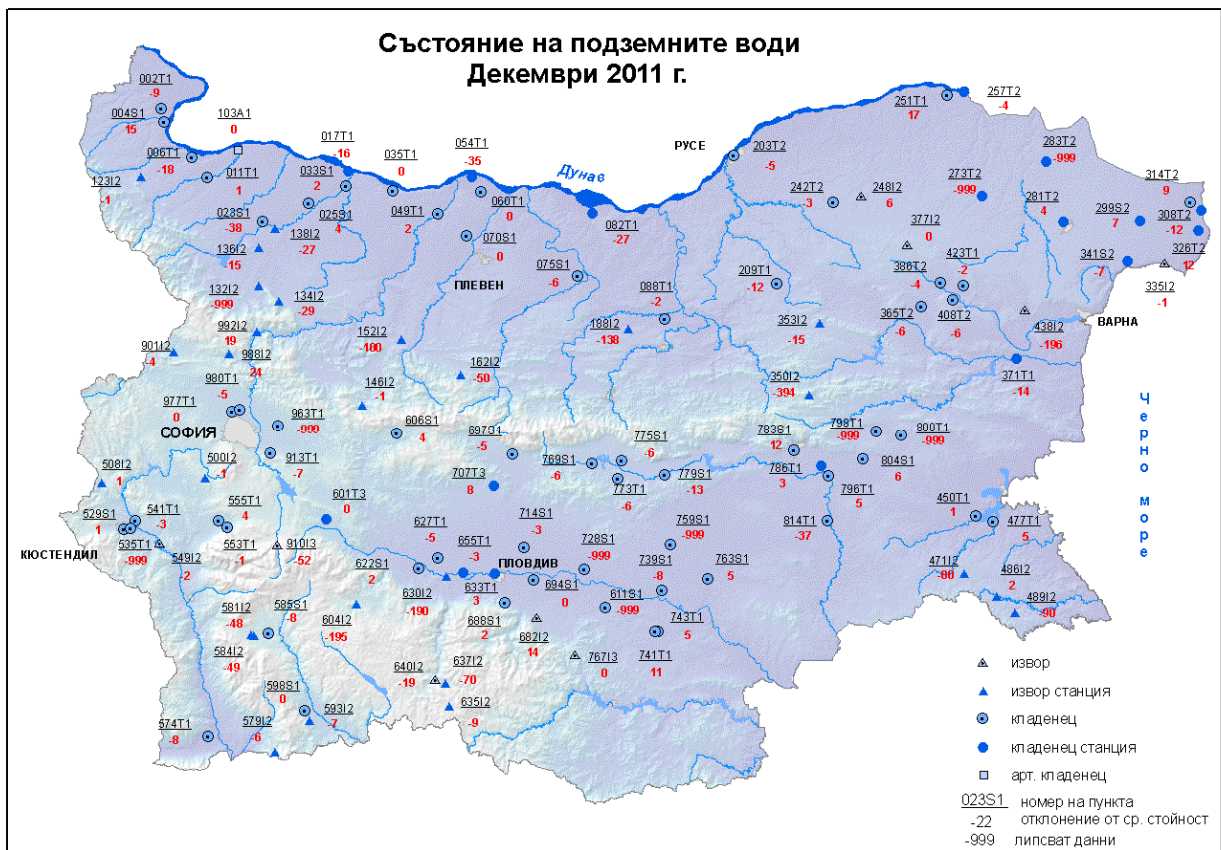 Състояние на подземните води
Декември 2011 г.
002T1
-9
004S1
15
103A1
0
006T1
-18
011T1
1
123I2
1
017T1
-16
033S1
2
035T1
0
054T1
-35
028S1
-38
025S1
4
138I2
-27
136I2
-15
049T1
2
060T1
0
070S1
0
Дунав
082T1
-27
075S1
-6
132I2
-999
134I2
-29
ПЛЕВЕН
088T1
-2
РУСЕ
203T2
-5
251T1
17
257T2
-4
242T2
-3
248I2
6
283T2
-999
273T2
-999
314T2
9
281T2
4
299S2
7
308T2
-12
377I2
0
423T1
-2
386T2
-4
341S2
-7
326T2
12
335I2
-1
209T1
-12
365T2
-6
408T2
-6
ВАРНА
438I2
-196
353I2
-15
188I2
-138
371T1
-14
350I2
-394
992I2
19
901I2
-4
988I2
24
152I2
-180
162I2
-50
146I2
-1
980T1
-5
977T1
0
СОФИЯ
963T1
-999
606S1
4
697S1
-5
913T1
-7
500I2
-1
508I2
1
775S1
-6
769S1
-6
773T1
-6
779S1
-13
783S1
12
798T1
-999
800T1
-999
804S1
6
786T1
3
796T1
5
707T3
8
601T3
0
529S1
1
541T1
-3
555T1
4
КЮСТЕНДИЛ
535T1
-999
549I2
-2
553T1
-1
910I3
-52
627T1
-5
714S1
-3
655T1
-3
ПЛОВДИВ
728S1
-999
759S1
-999
814T1
-37
450T1
1
477T1
5
622S1
2
630I2
-190
633T1
3
694S1
0
739S1
-8
763S1
5
471I2
-80
486I2
2
489I2
-90
611S1
-999
688S1
2
682I2
14
743T1
5
741T1
11
767I3
0
581I2
-48
585S1
-8
604I2
-195
584I2
-49
640I2
-19
637I2
-70
635I2
-9
598S1
0
593I2
-7
579I2
-6
574T1
-8
Черно море
извор
извор станция
кладенец
кладенец станция
арт. кладенец
023S1 номер на пункта
-22 отклонение от ср. стойност
-999 липсват данни